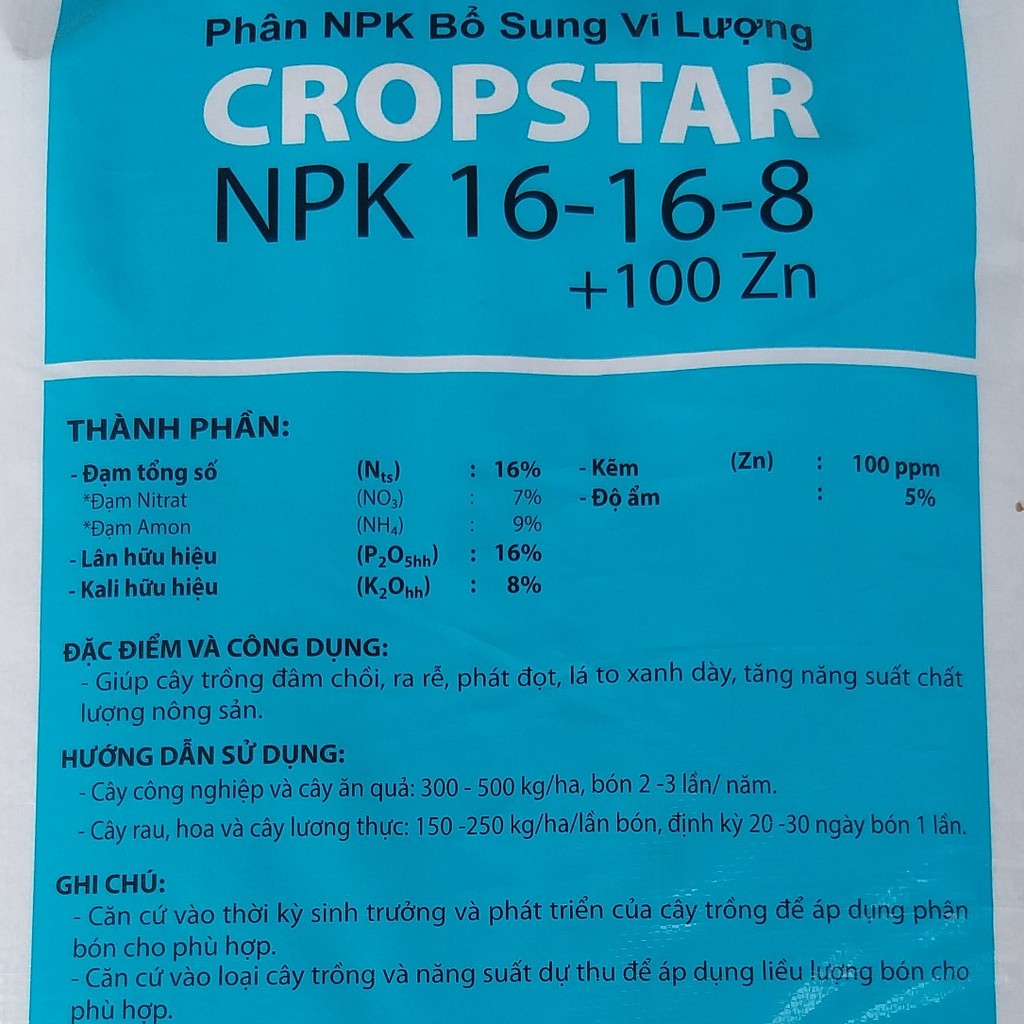 Phân NPK Bổ Sung Vi Lượng
CROPSTAR
NPK 16-16-8
+100 Zn
THÀNH PHẦN:
- Đạm tổng số (Nts) : 16% - Kẽm (Zn) : 100 ppm
*Đạm Nitrat (NO3) : 7% - Độ ẩm : 5%
*Đạm Amon (NH4) : 9%
- Lân hữu hiệu (P2O5hh) : 16%
- Kali hữu hiệu (K2Ohh) : 8%
ĐẶC ĐIỂM VÀ CÔNG DỤNG:
- Giúp cây trồng đâm chồi, ra rễ, phát đọt, lá to xanh dày, tăng năng suất chất
lượng nông sản.
HƯỚNG DẪN SỬ DỤNG:
- Cây công nghiệp và cây ăn quả: 300 - 500 kg/ha, bón 2 -3 lần/ năm.
- Cây rau, hoa và cây lương thực: 150 -250 kg/ha/lần bón, định kỳ 20 -30 ngày bón 1 lần.
GHI CHÚ:
- Căn cứ vào thời kỳ sinh trưởng và phát triển của cây trồng để áp dụng phân
bón cho phù hợp.
- Căn cứ vào loại cây trồng và năng suất dự thu để áp dụng liều lượng bón cho
phù hợp.